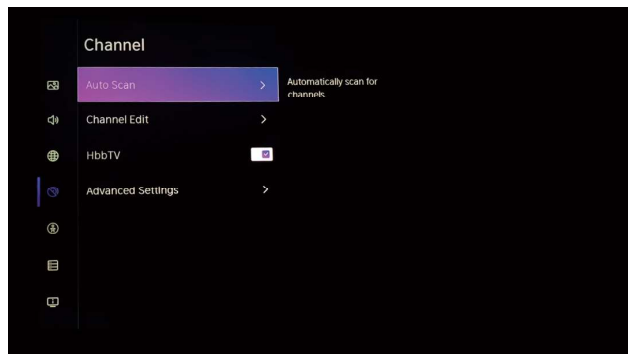 Channel
Auto Scan
Automatically scan for
channels
Channel Edit
HbbTV
Advanced Settings